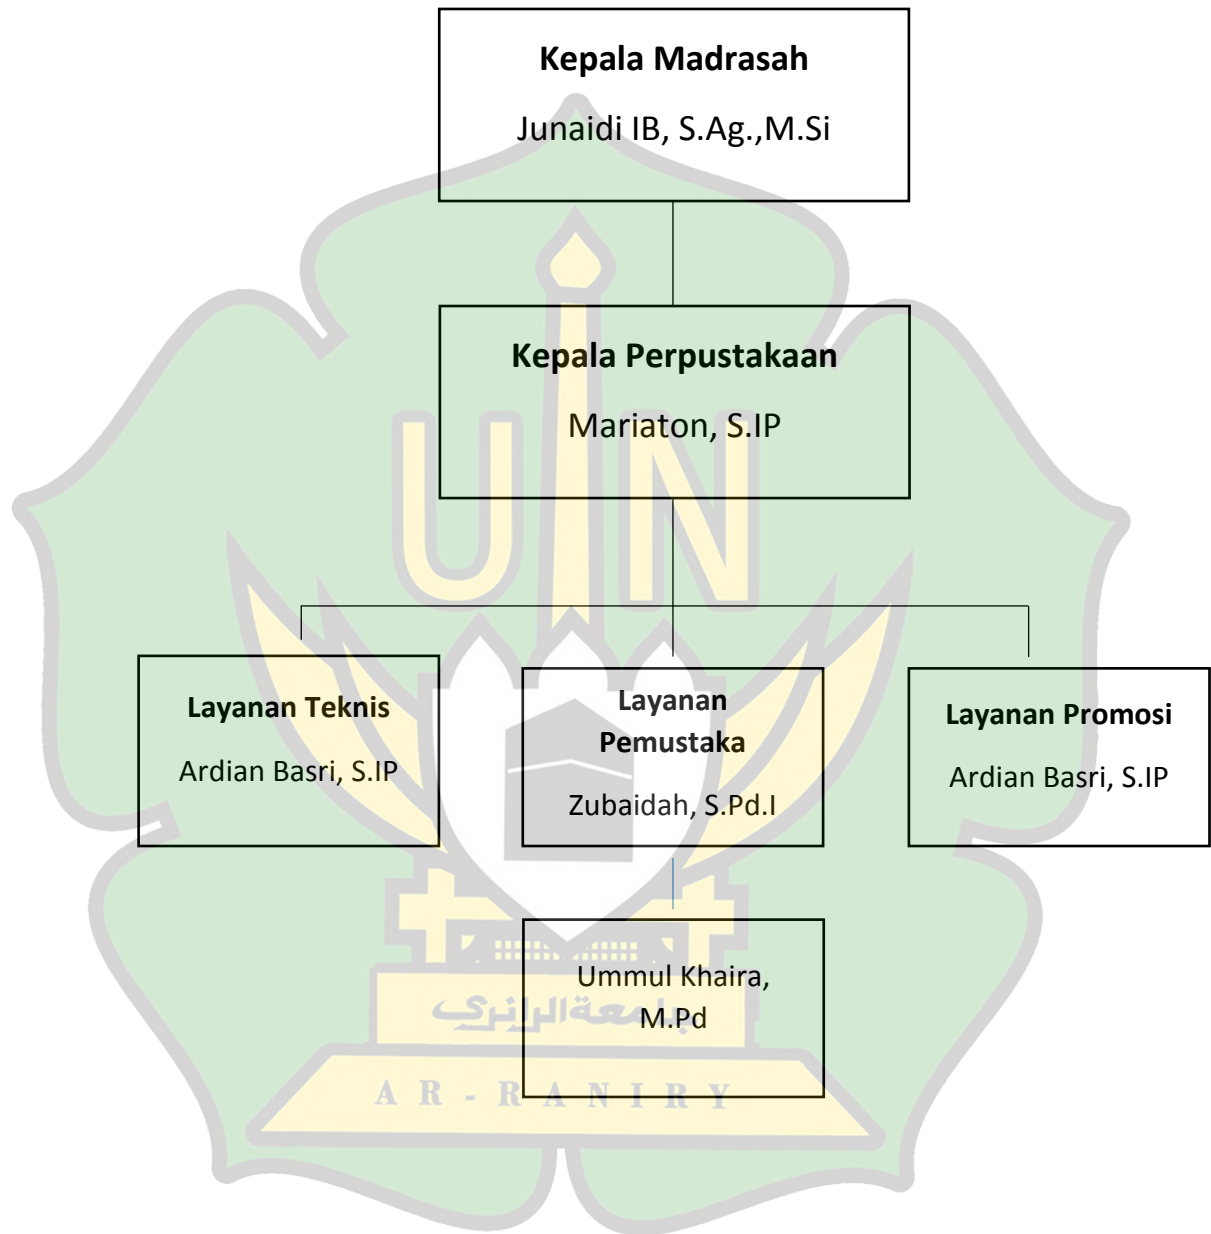 Kepala Madrasah
Junaidi IB, S.Ag.,M.Si
Kepala Perpustakaan
Mariaton, S.IP
UIN
Layanan Teknis
Ardian Basri, S.IP
Layanan
Pemustaka
Zubaidah, S.Pd.I
Layanan Promosi
Ardian Basri, S.IP
Ummul Khaira,
M.Pd
جامعة الرانري
AR-RANIRY